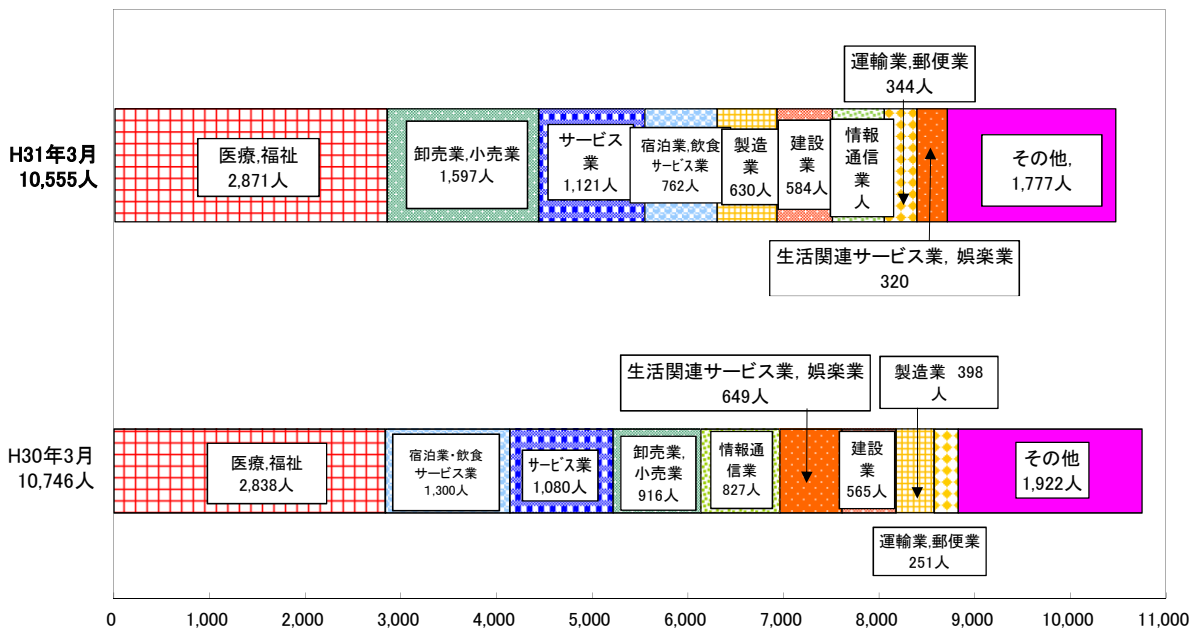 運輸業,郵便業
344人
H31年3月
10,555人
医療,福祉
2,871人
卸売業,小売業
1,597人
サービス
業
1,121人
宿泊業,飲食
サービス業
762人
製造
業
630人
建設
業
584人
情報
通信
業
人
その他,
1,777人
生活関連サービス業, 娯楽業
320
生活関連サービス業, 娯楽業
649人
製造業 398
人
H30年3月
10,746人
医療,福祉
2,838人
宿泊業・飲食
サービス業
1,300人
サービス業
1,080人
卸売業,
小売業
916人
情報通
信業
827人
建設
業
565人
その他
1,922人
運輸業,郵便業
251人
0 1,000 2,000 3,000 4,000 5,000 6,000 7,000 8,000 9,000 10,000 11,000